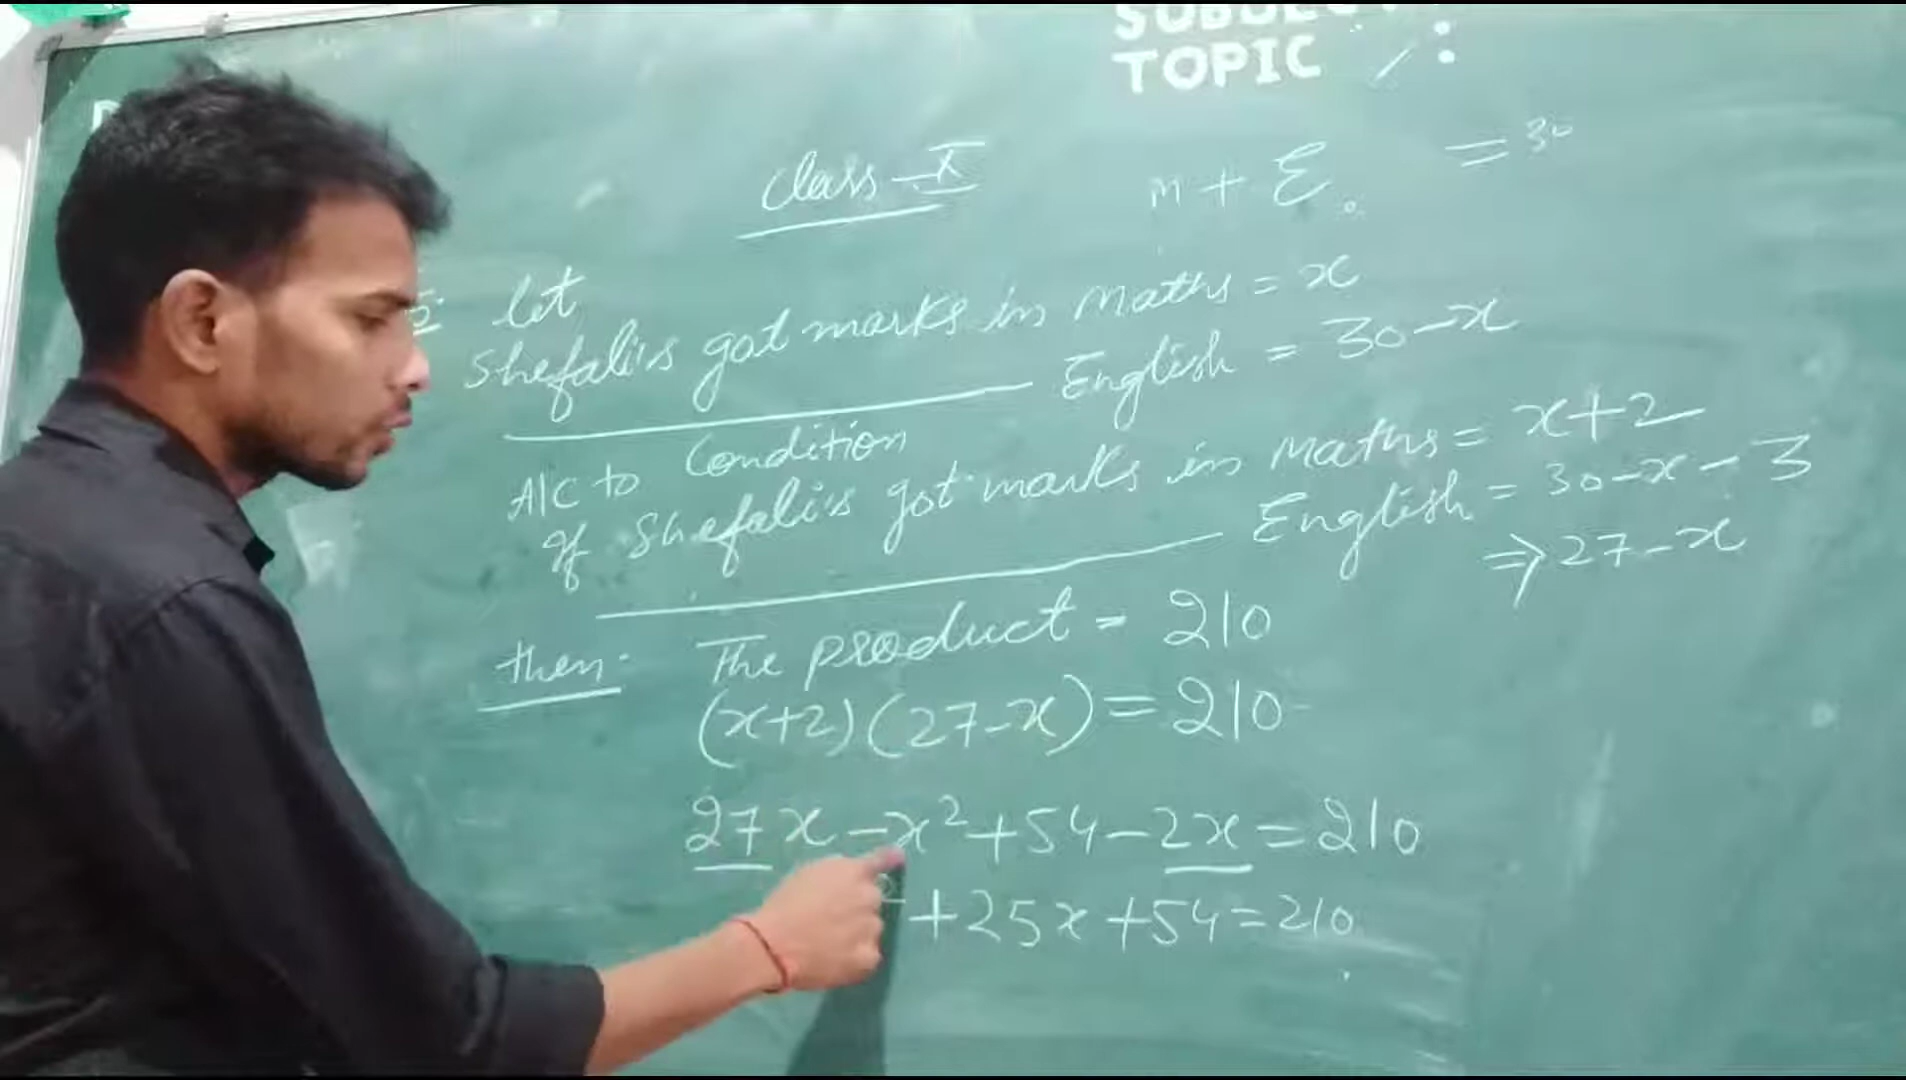 TOPIC :
Class - X
M + E = 30
let
Shefali's got marks in Maths = x
English = 30-x
A/C to Condition
If Shefali's got marks in Maths = x+2
English = 30-x-3
⇒ 27-x
then The product = 210
(x+2)(27-x) = 210
27x-x²+54-2x=210
+25x+54=210